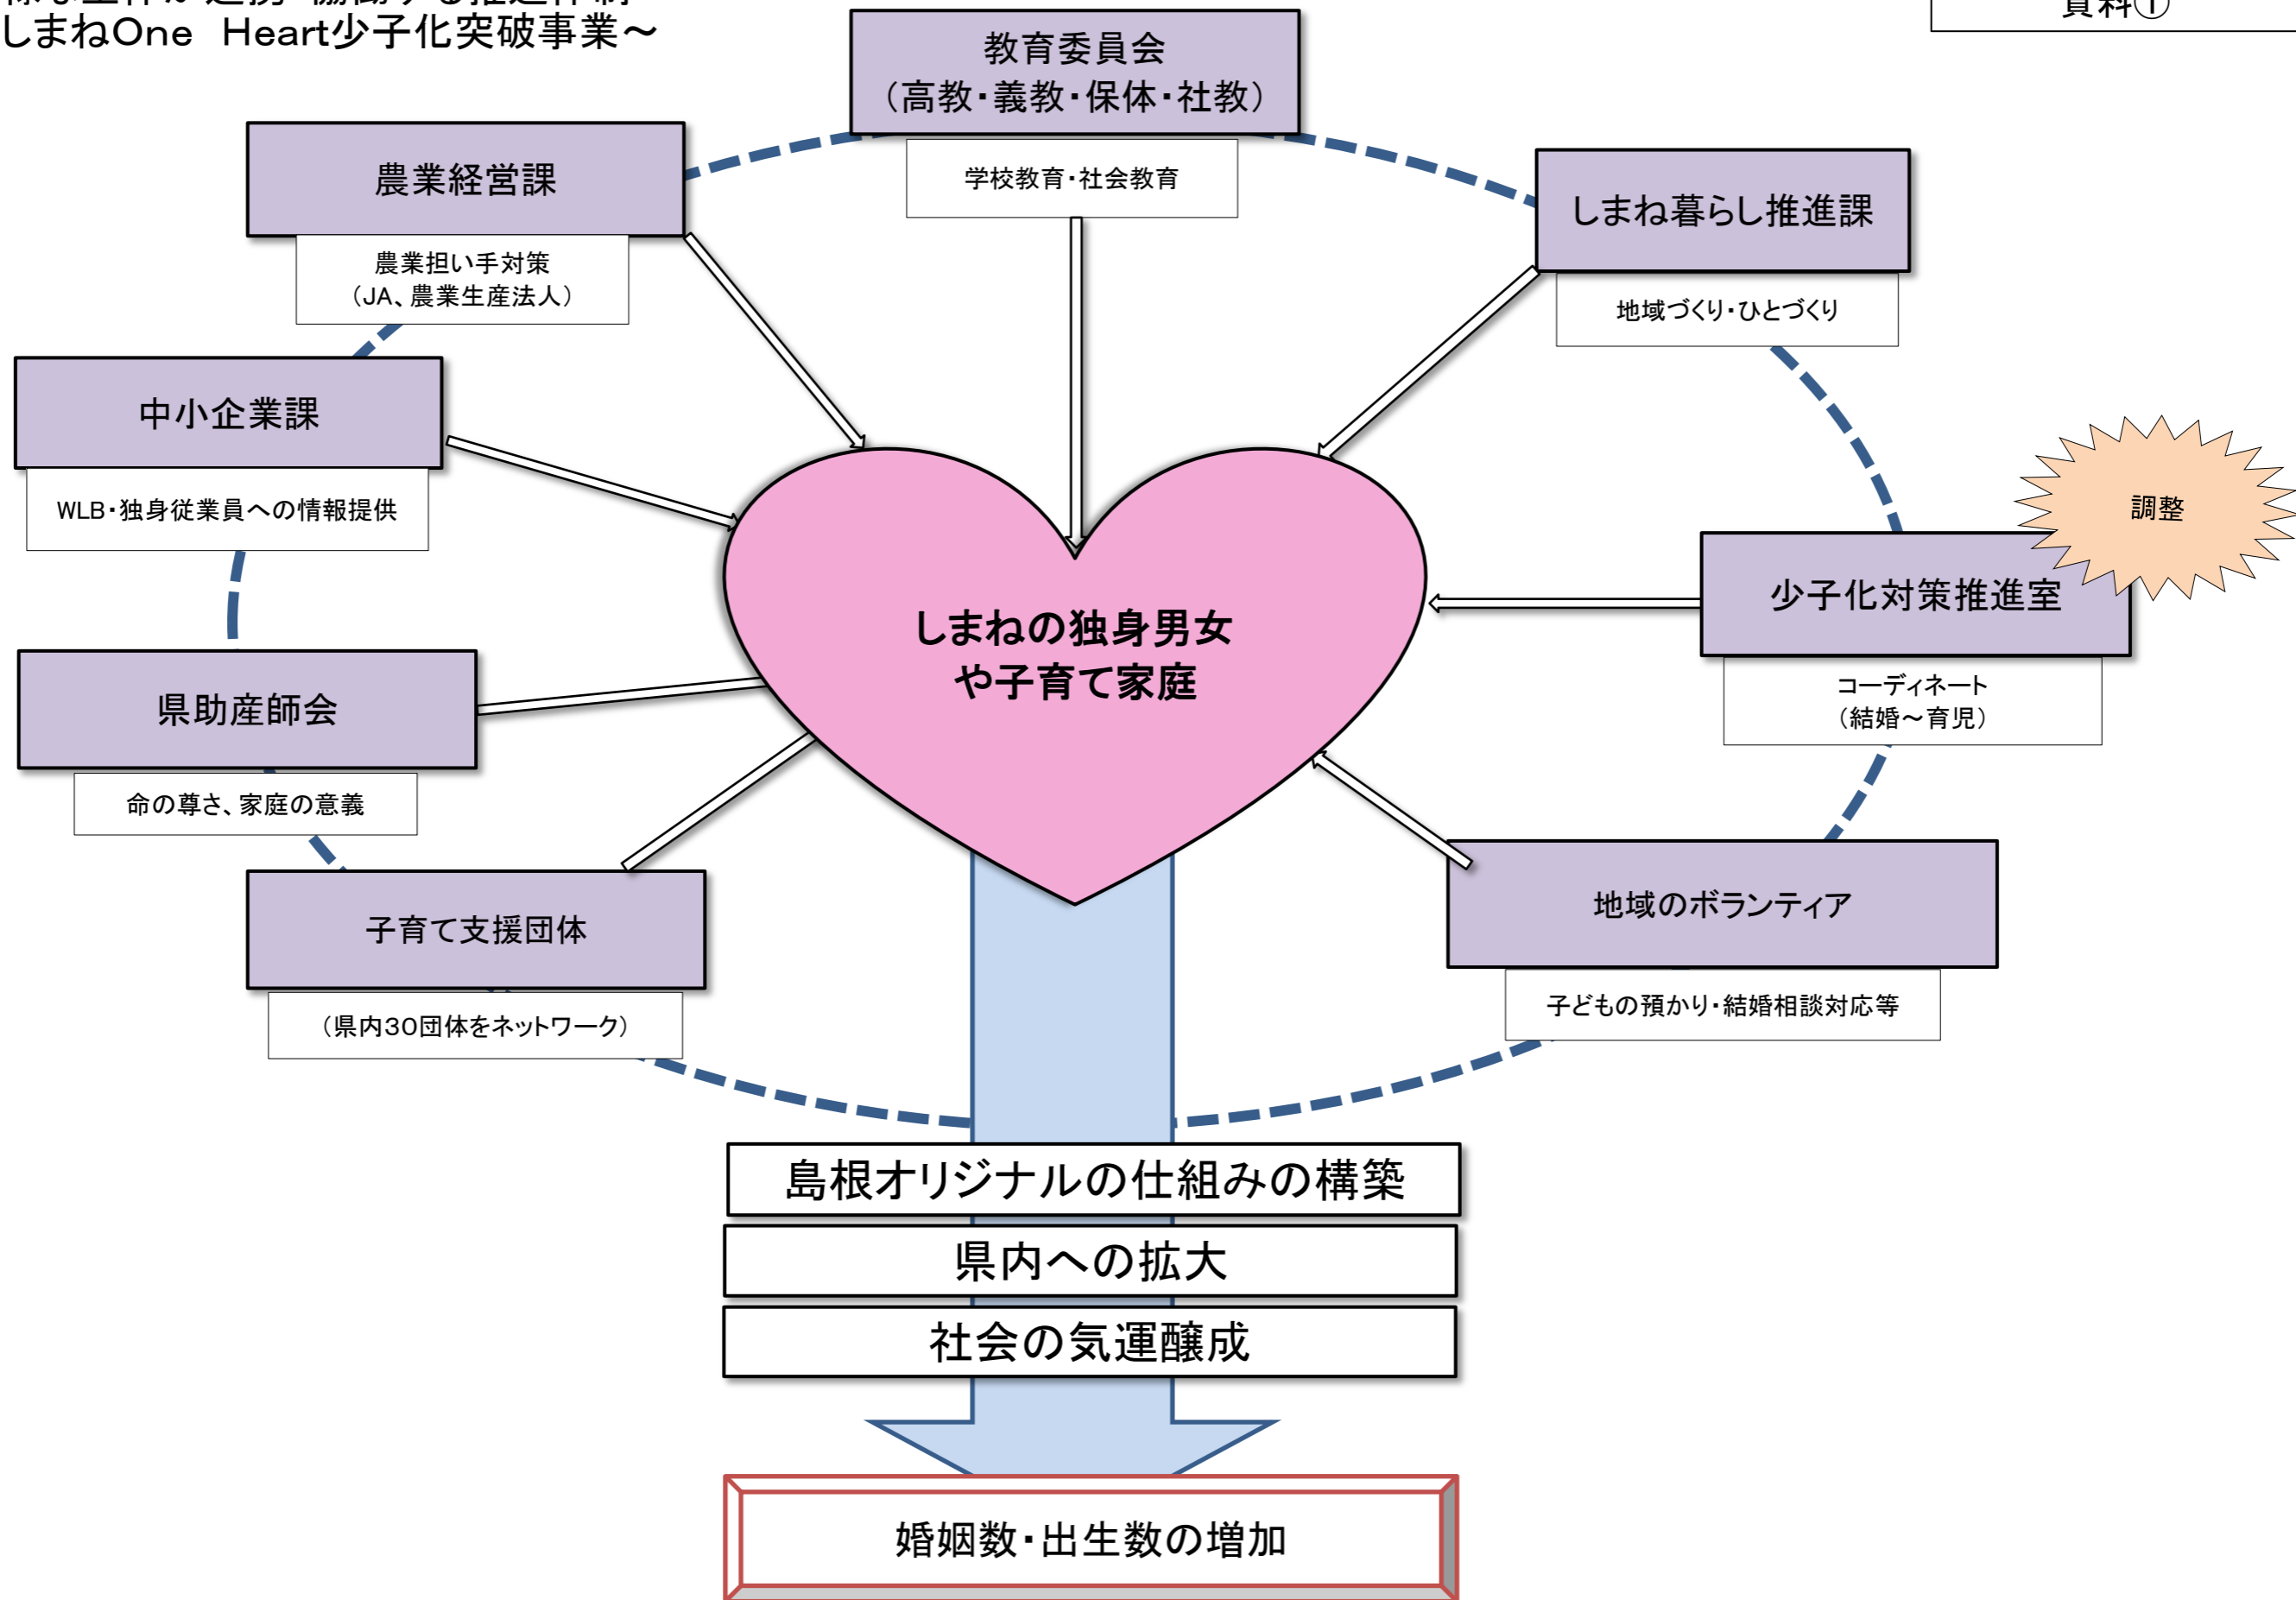 しまねOne Heart少子化突破事業～
資料①
教育委員会
（高教・義教・保体・社教）
学校教育・社会教育
農業経営課
農業担い手対策
（JA、農業生産法人）
しまね暮らし推進課
地域づくり・ひとづくり
中小企業課
WLB・独身従業員への情報提供
調整
少子化対策推進室
コーディネート
（結婚～育児）
しまねの独身男女
や子育て家庭
県助産師会
命の尊さ、家庭の意義
子育て支援団体
（県内30団体をネットワーク）
地域のボランティア
子どもの預かり・結婚相談対応等
島根オリジナルの仕組みの構築
県内への拡大
社会の気運醸成
婚姻数・出生数の増加